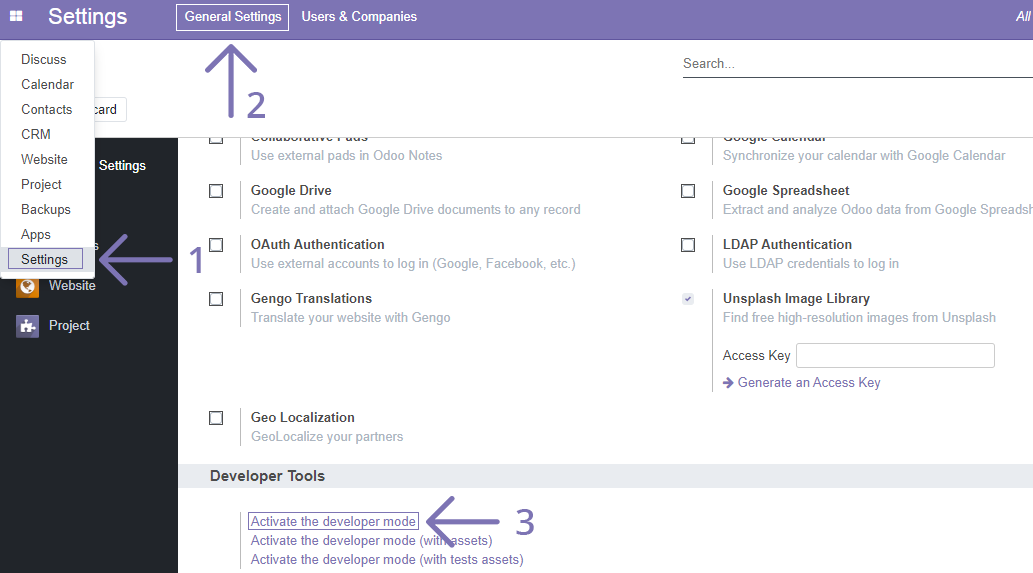 Settings
General Settings
Users & Companies
All
Discuss
Calendar
Contacts
CRM
Website
Project
Backups
Apps
Settings
card
Search...
2
1
Settings
s
Website
Project
Collaborative Pads
Use external pads in Odoo Notes
Google Calendar
Synchronize your calendar with Google Calendar
Google Drive
Create and attach Google Drive documents to any record
Google Spreadsheet
Extract and analyze Odoo data from Google Spreadsh
OAuth Authentication
Use external accounts to log in (Google, Facebook, etc.)
LDAP Authentication
Use LDAP credentials to log in
Gengo Translations
Translate your website with Gengo
Unsplash Image Library
Find free high-resolution images from Unsplash
Access Key
Generate an Access Key
Geo Localization
GeoLocalize your partners
Developer Tools
Activate the developer mode
3
Activate the developer mode (with assets)
Activate the developer mode (with tests assets)